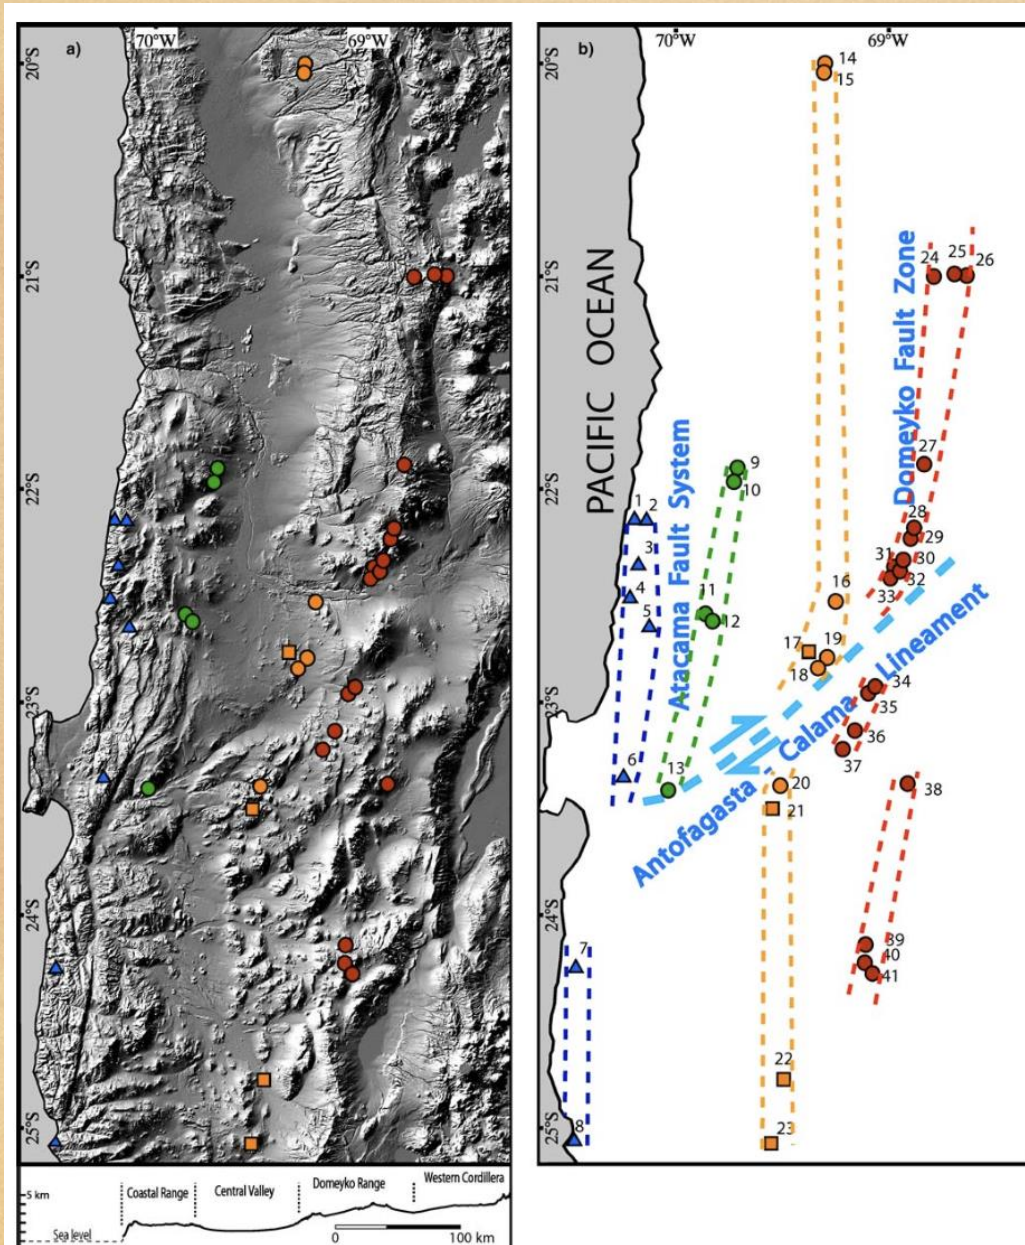 a)
70°W
69°W
20°S
21°S
22°S
23°S
24°S
25°S
5 km
Coastal Range
Central Valley
Domeyko Range
Western Cordillera
Sea level
0
100 km
b)
70°W
69°W
20°S
21°S
22°S
23°S
24°S
25°S
PACIFIC OCEAN
Atacama Fault System
Domeyko Fault Zone
Antofagasta Calama Lineament
1
2
3
4
5
6
7
8
9
10
11
12
13
14
15
16
17
18
19
20
21
22
23
24
25
26
27
28
29
30
31
32
33
34
35
36
37
38
39
40
41